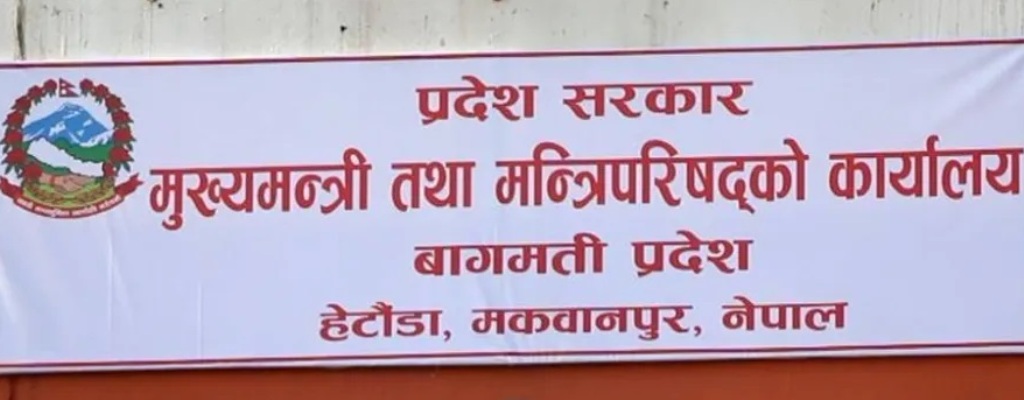 प्रदेश सरकार
मुख्यमन्त्री तथा मन्त्रिपरिषद्को कार्यालय
बागमती प्रदेश
हेटौंडा, मकवानपुर, नेपाल